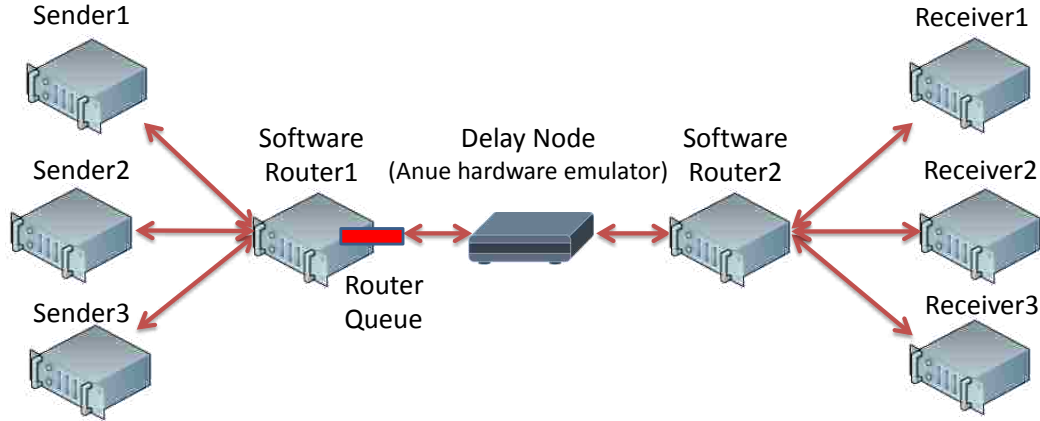 Sender1
Receiver1
Software
Router1
Delay Node
(Anue hardware emulator)
Software
Router2
Sender2
Receiver2
Router
Queue
Sender3
Receiver3